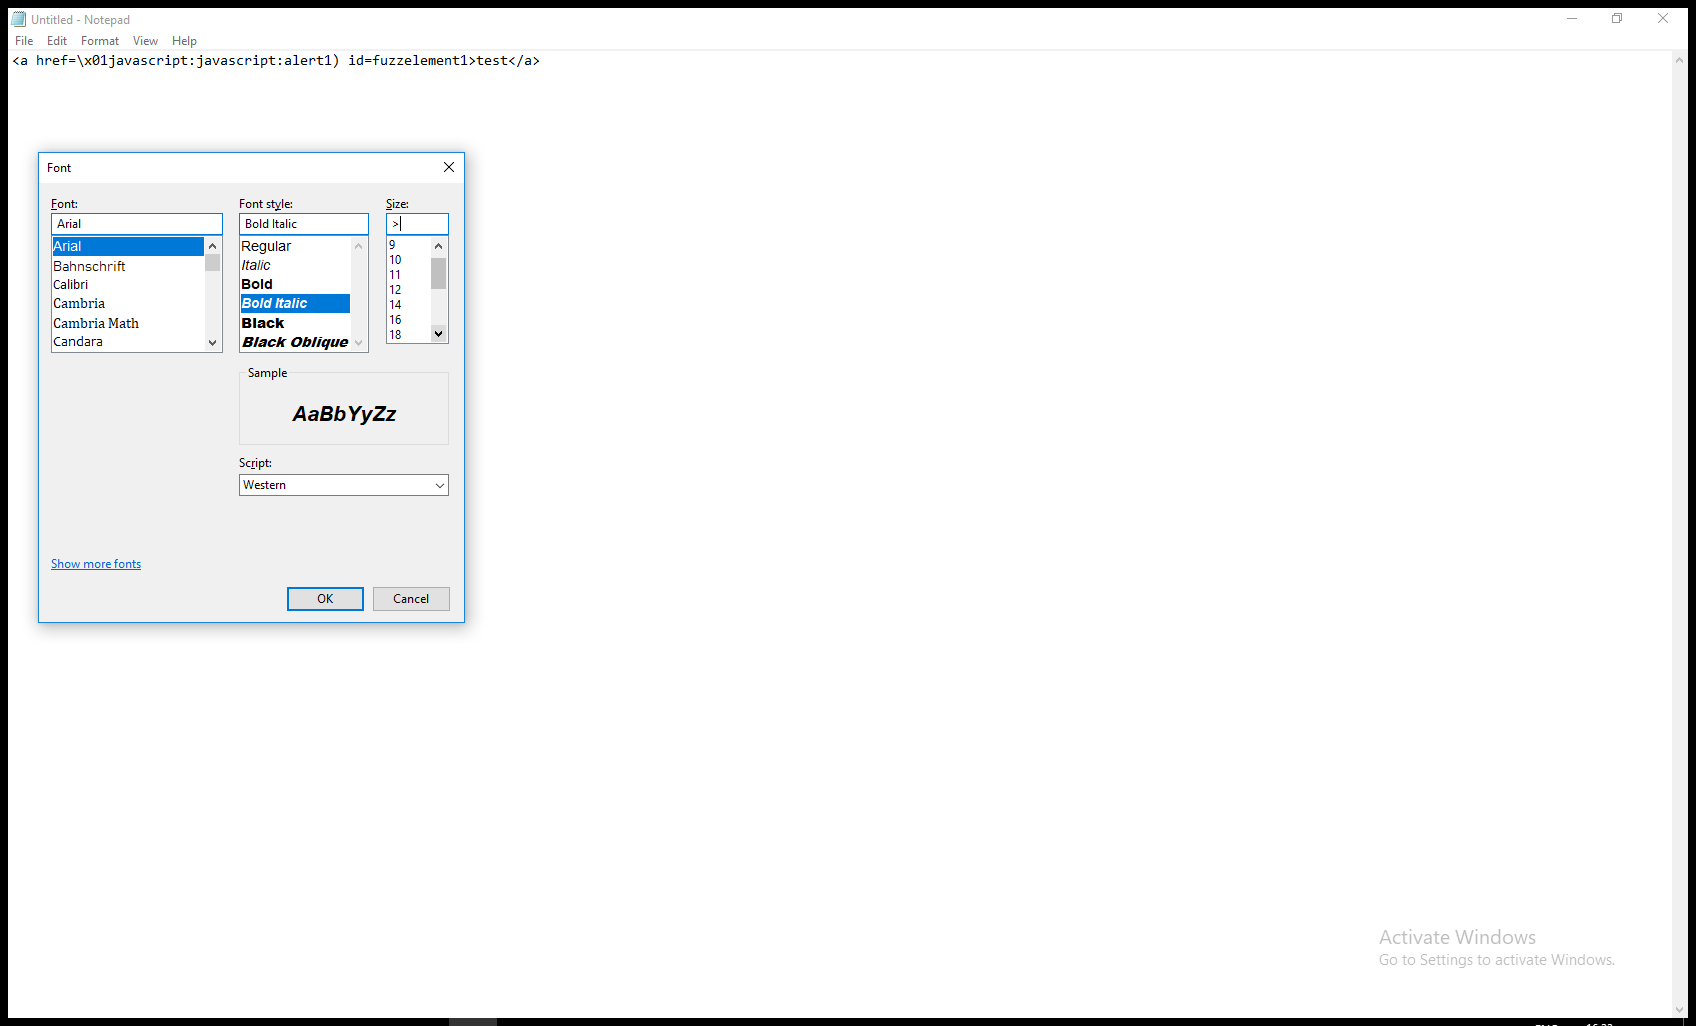 Untitled - Notepad
File Edit Format View Help
<a href=\x01javascript:javascript:alert1) id=fuzzelement1>test</a>
Font
Font: Font style: Size:
Arial Bold Italic >
Arial
Bahnschrift
Calibri
Cambria
Cambria Math
Candara
Regular
Italic
Bold
Bold Italic
Black
Black Oblique
9
10
11
12
14
16
18
Sample
AaBbYyZz
Script:
Western
Show more fonts
OK Cancel
Activate Windows
Go to Settings to activate Windows.